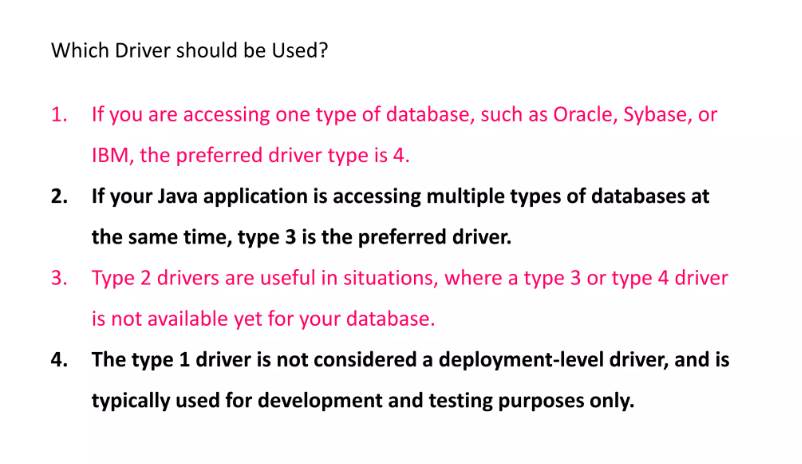 Which Driver should be Used?
1. If you are accessing one type of database, such as Oracle, Sybase, or
IBM, the preferred driver type is 4.
2. If your Java application is accessing multiple types of databases at
the same time, type 3 is the preferred driver.
3. Type 2 drivers are useful in situations, where a type 3 or type 4 driver
is not available yet for your database.
4. The type 1 driver is not considered a deployment-level driver, and is
typically used for development and testing purposes only.